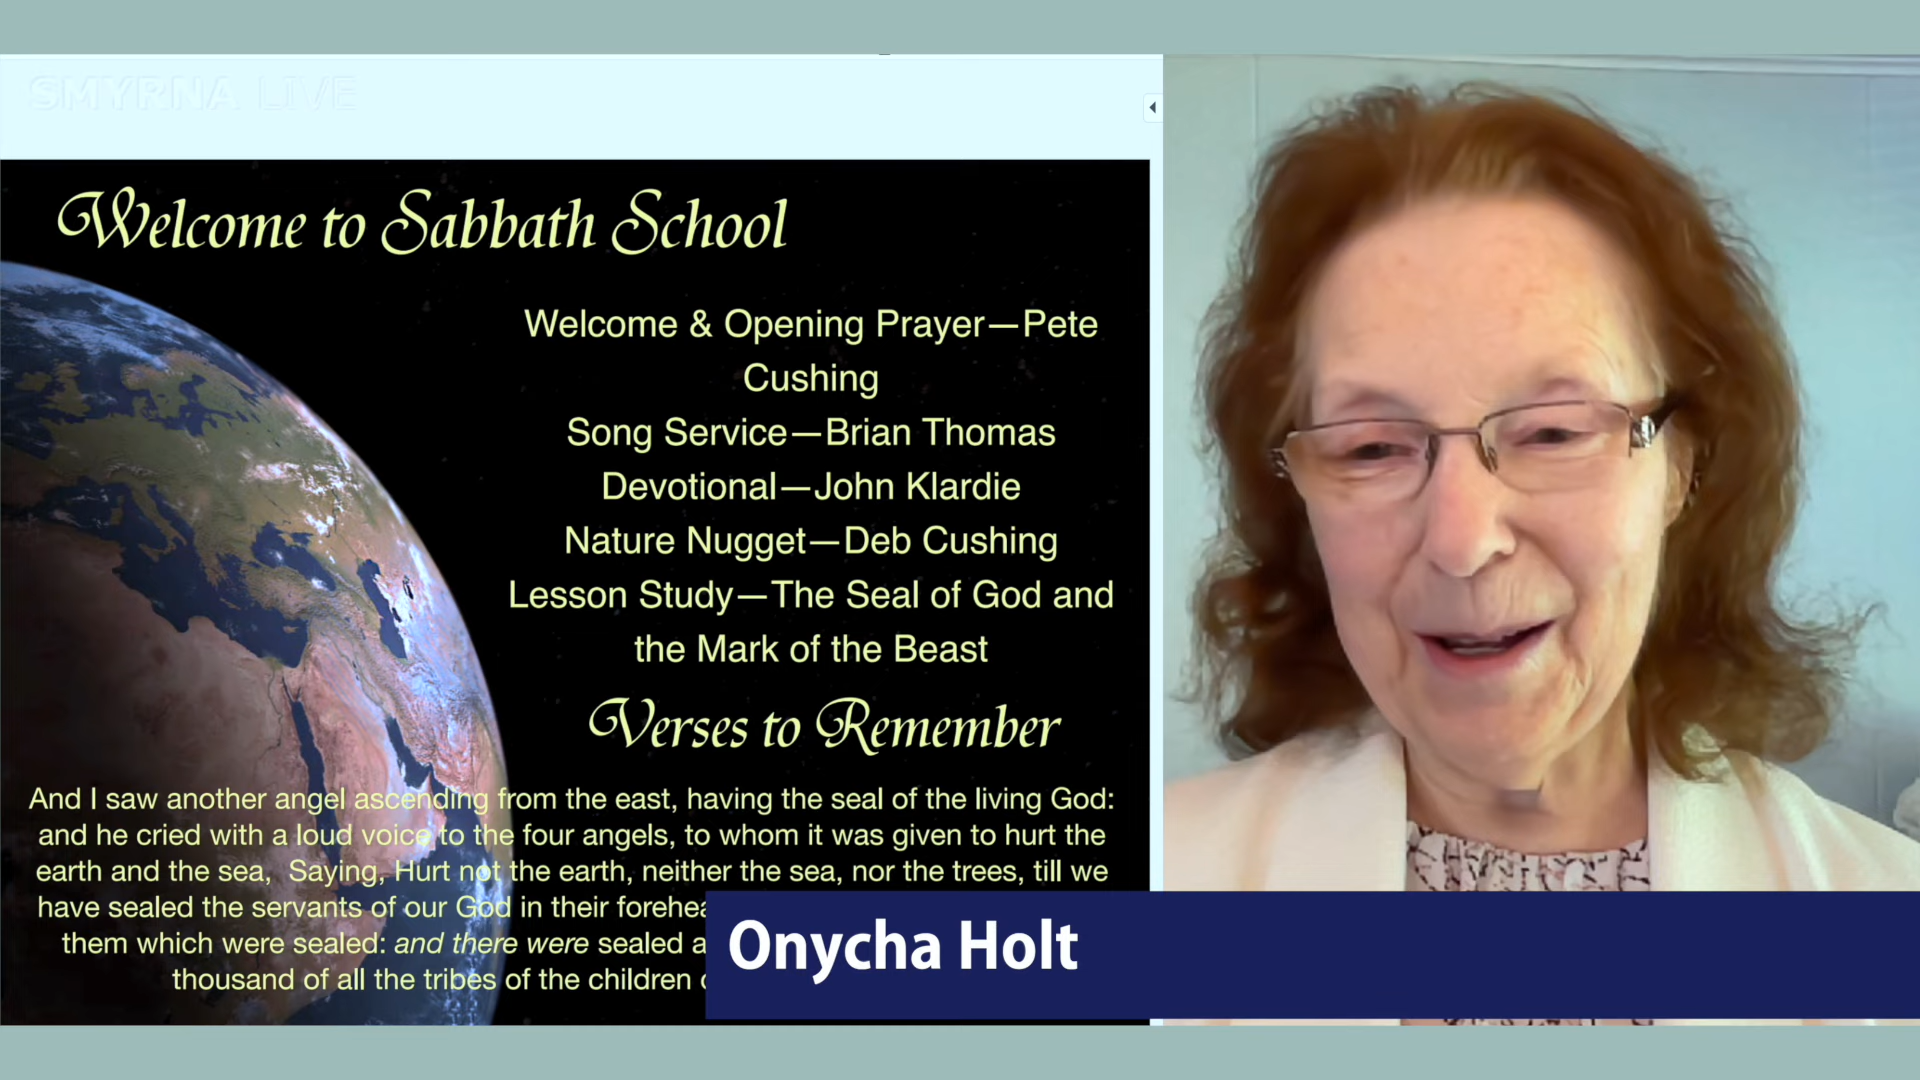 SMYRNA LIVE
Welcome to Sabbath School
Welcome & Opening Prayer—Pete
Cushing
Song Service—Brian Thomas
Devotional—John Klardie
Nature Nugget—Deb Cushing
Lesson Study—The Seal of God and
the Mark of the Beast
Verses to Remember
And I saw another angel ascending from the east, having the seal of the living God:
and he cried with a loud voice to the four angels, to whom it was given to hurt the
earth and the sea, Saying, Hurt not the earth, neither the sea, nor the trees, till we
have sealed the servants of our God in their
them which were sealed: and there were sealed
thousand of all the tribes of the children
Onycha Holt